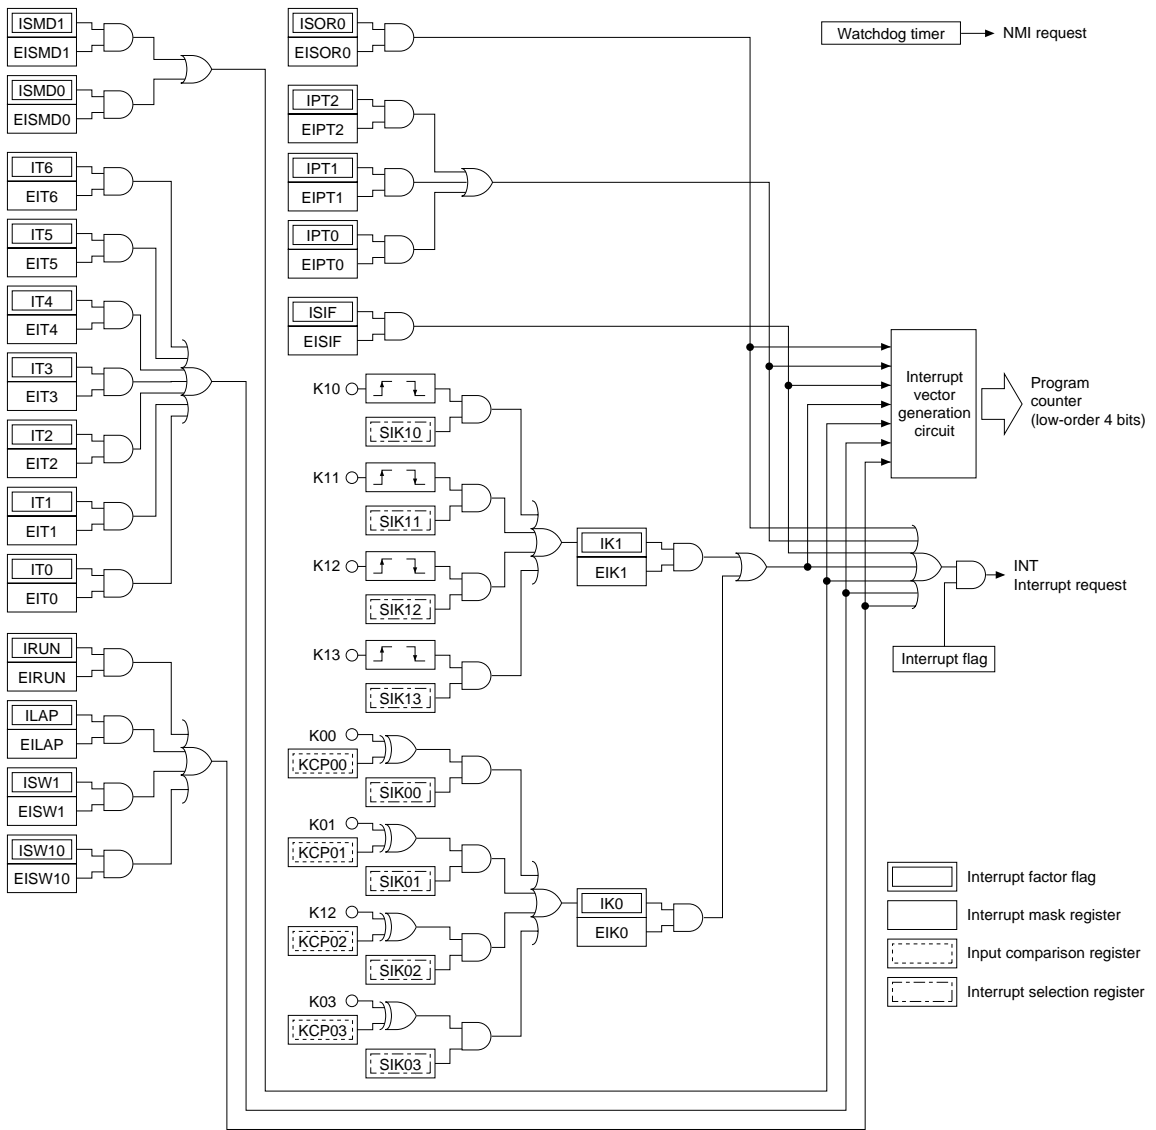 ISMD1
EISMD1
ISMD0
EISMD0
IT6
EIT6
IT5
EIT5
IT4
EIT4
IT3
EIT3
IT2
EIT2
IT1
EIT1
IT0
EIT0
IRUN
EIRUN
ILAP
EILAP
ISW1
EISW1
ISW10
EISW10
ISOR0
EISOR0
IPT2
EIPT2
IPT1
EIPT1
IPT0
EIPT0
ISIF
EISIF
K10
SIK10
K11
SIK11
K12
SIK12
K13
SIK13
K00
KCP00
SIK00
K01
KCP01
SIK01
K12
KCP02
SIK02
K03
KCP03
SIK03
IK1
EIK1
IK0
EIK0
Watchdog timer
NMI request
Interrupt
vector
generation
circuit
Program
counter
(low-order 4 bits)
INT
Interrupt request
Interrupt flag
Interrupt factor flag
Interrupt mask register
Input comparison register
Interrupt selection register